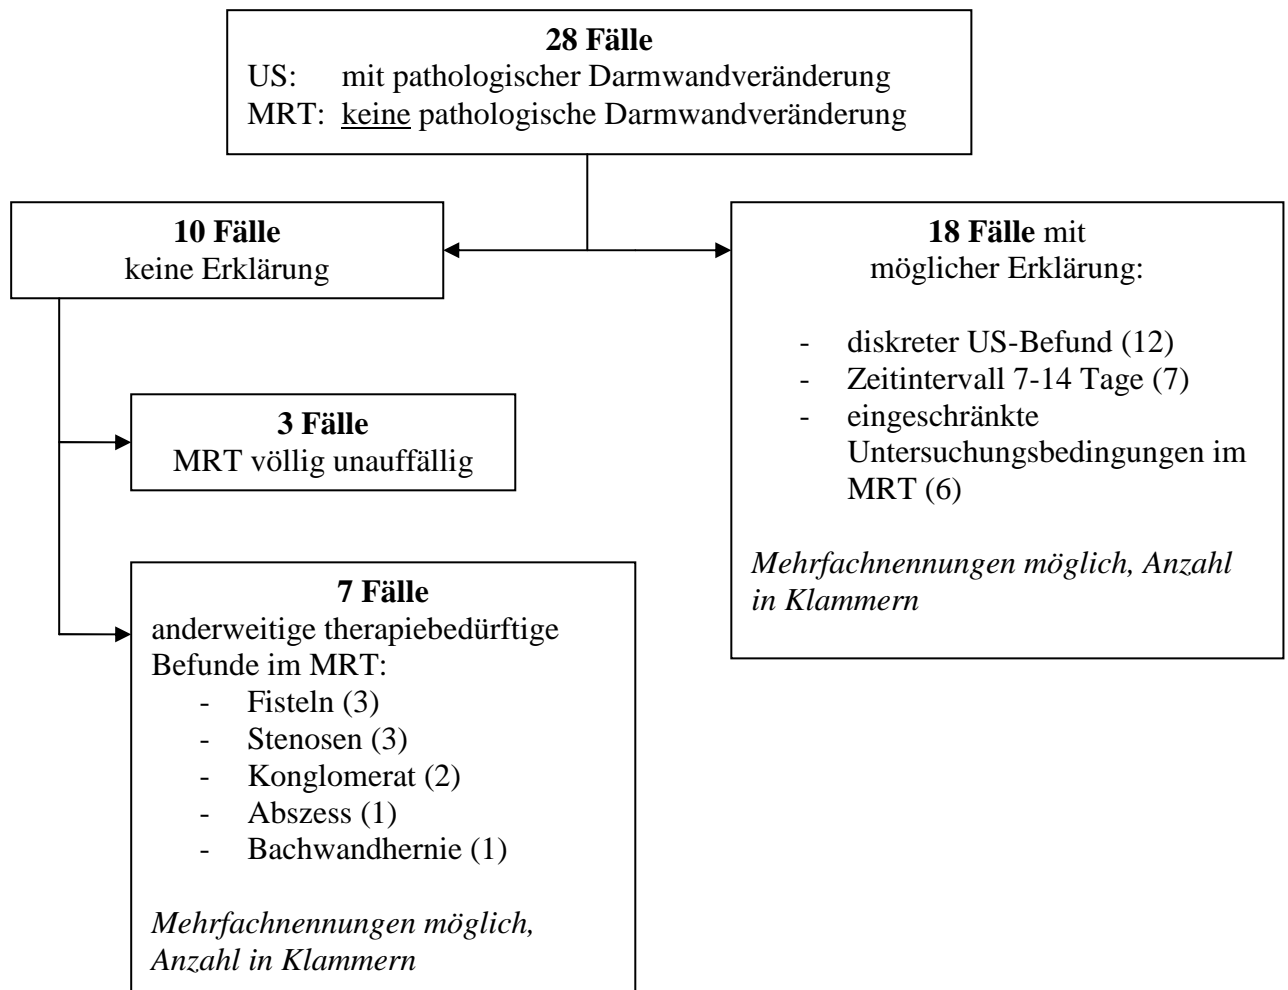 28 Fälle
US: mit pathologischer Darmwandveränderung
MRT: keine pathologische Darmwandveränderung
10 Fälle
keine Erklärung
18 Fälle mit
möglicher Erklärung:
- diskreter US-Befund (12)
- Zeitintervall 7-14 Tage (7)
- eingeschränkte
Untersuchungsbedingungen im
MRT (6)
Mehrfachnennungen möglich, Anzahl
in Klammern
3 Fälle
MRT völlig unauffällig
7 Fälle
anderweitige therapiebedürftige
Befunde im MRT:
- Fisteln (3)
- Stenosen (3)
- Konglomerat (2)
- Abszess (1)
- Bachwandhernie (1)
Mehrfachnennungen möglich,
Anzahl in Klammern